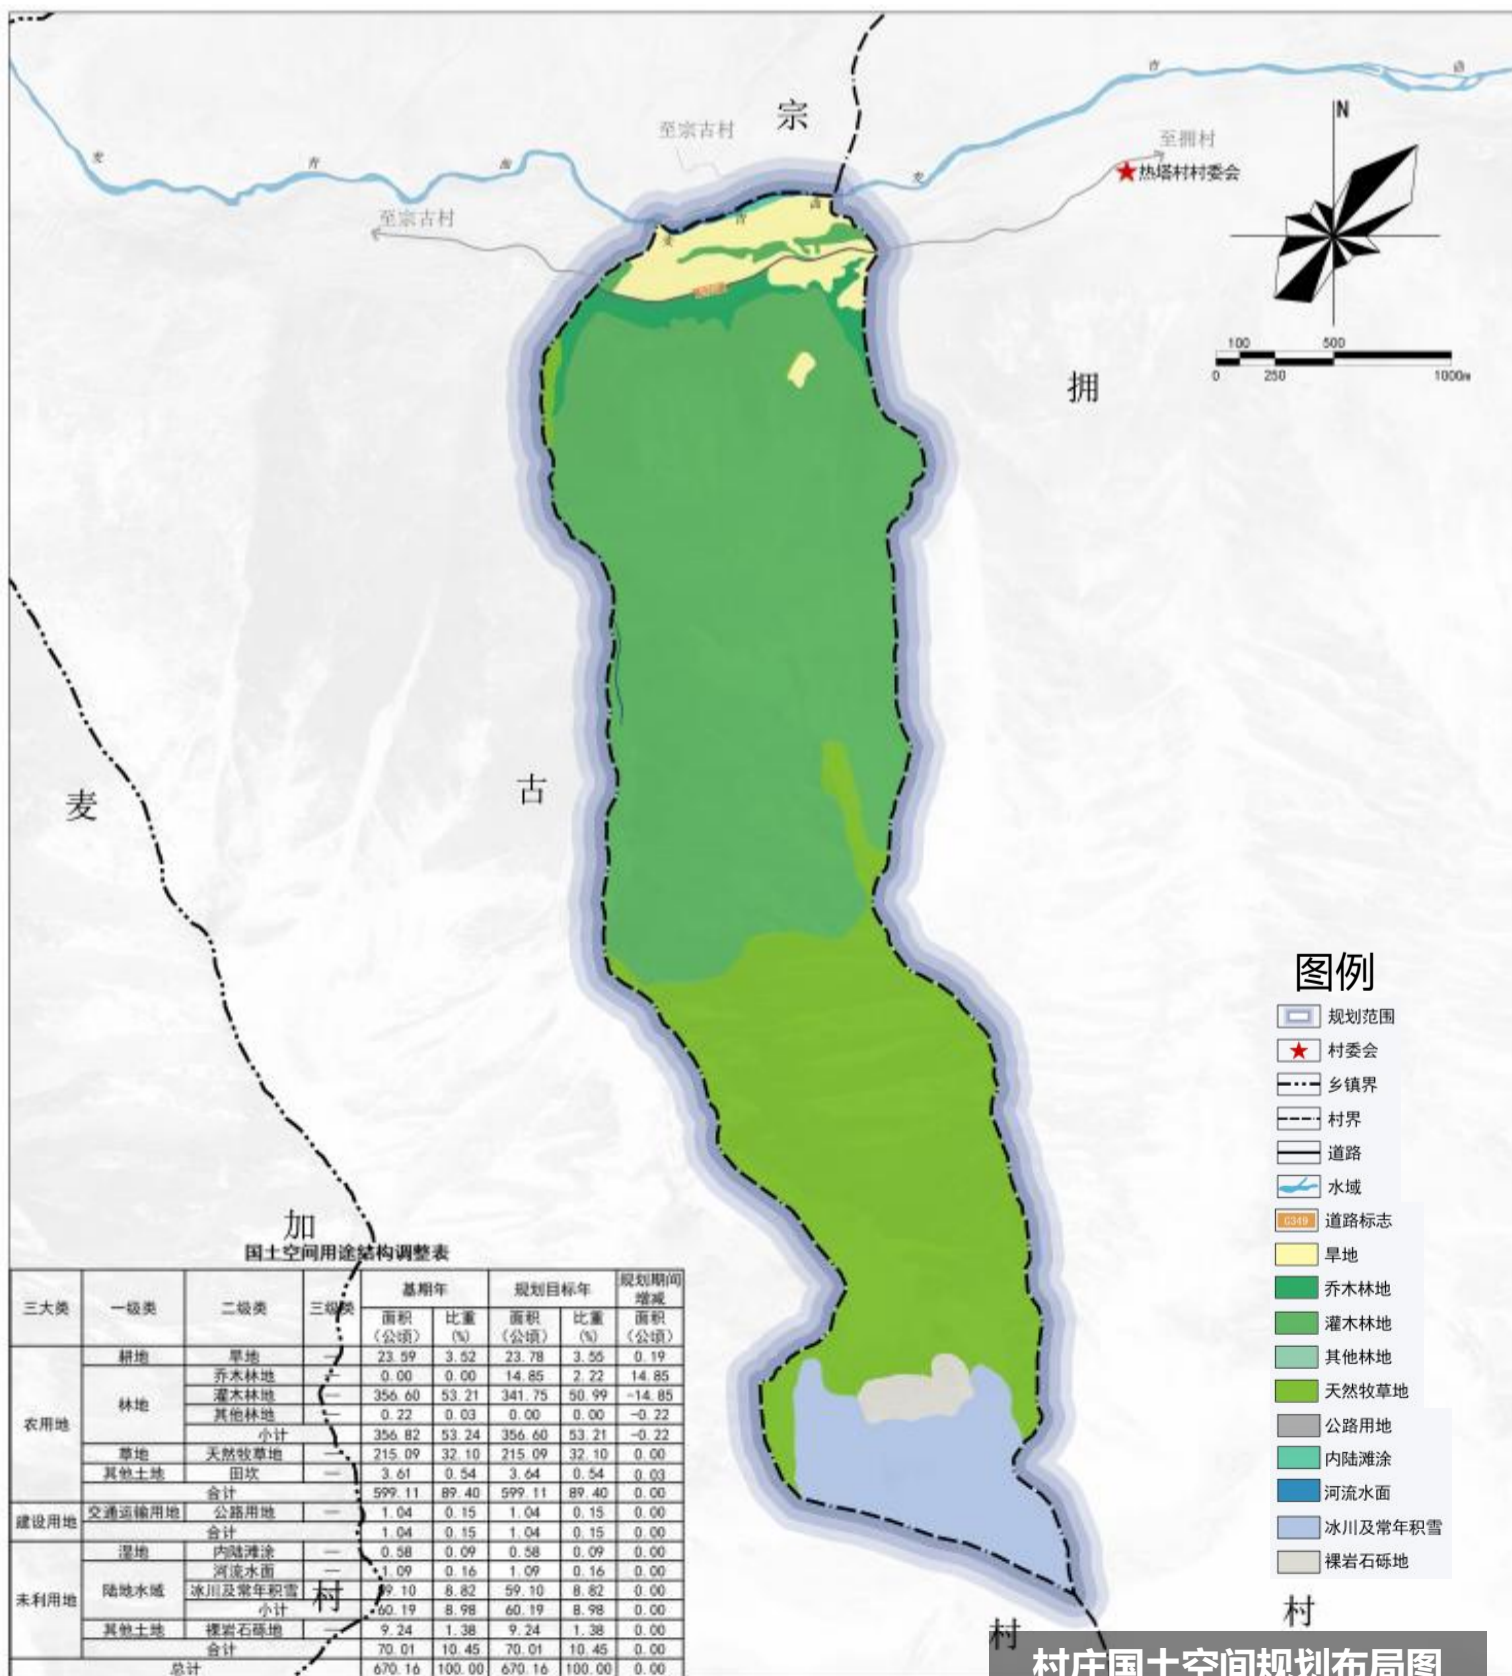 宗
至宗古村
至拥村
热塔村村委会
至宗古村
麦
曲
麦
N
100 500
0 250 1000m
拥
古
麦
加
村
村
村
图例
规划范围
村委会
乡镇界
村界
道路
水域
G349 道路标志
旱地
乔木林地
灌木林地
其他林地
天然牧草地
公路用地
内陆滩涂
河流水面
冰川及常年积雪
裸岩石砾地
国土空间用途结构调整表
三大类 一级类 二级类 三级类 基期年 规划目标年 规划期间增减
面积(公顷) 比重(%) 面积(公顷) 比重(%) 面积(公顷)
农用地 耕地 旱地 — 23.59 3.52 23.78 3.55 0.19
林地 乔木林地 — 0.00 0.00 14.85 2.22 14.85
灌木林地 — 356.60 53.21 341.75 50.99 -14.85
其他林地 — 0.22 0.03 0.00 0.00 -0.22
小计 356.82 53.24 356.60 53.21 -0.22
草地 天然牧草地 — 215.09 32.10 215.09 32.10 0.00
其他土地 田坎 — 3.61 0.54 3.64 0.54 0.03
合计 599.11 89.40 599.11 89.40 0.00
建设用地 交通运输用地 公路用地 — 1.04 0.15 1.04 0.15 0.00
合计 1.04 0.15 1.04 0.15 0.00
未利用地 湿地 内陆滩涂 — 0.58 0.09 0.58 0.09 0.00
陆地水域 河流水面 — 1.09 0.16 1.09 0.16 0.00
冰川及常年积雪 59.10 8.82 59.10 8.82 0.00
小计 60.19 8.98 60.19 8.98 0.00
其他土地 裸岩石砾地 — 9.24 1.38 9.24 1.38 0.00
合计 70.01 10.45 70.01 10.45 0.00
总计 670.16 100.00 670.16 100.00 0.00
村庄国土空间规划布局图